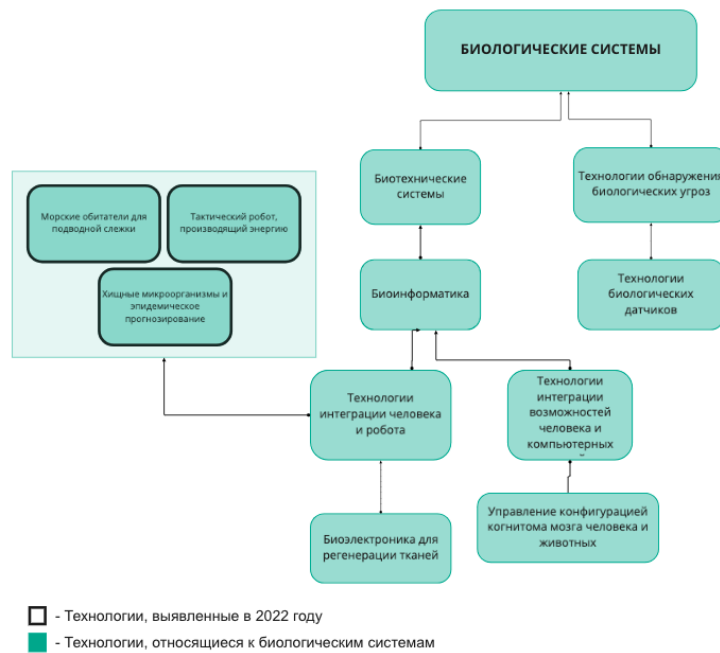 БИОЛОГИЧЕСКИЕ СИСТЕМЫ
Биотехнические
системы
Технологии обнаружения
биологических угроз
Морские обитатели для
подводной слежки
Тактический робот,
производящий энергию
Хищные микроорганизмы и
эпидемическое
прогнозирование
Биоинформатика
Технологии
биологических
датчиков
Технологии
интеграции человека
и робота
Технологии
интеграции
возможностей
человека и
компьютерных
Биоэлектроника для
регенерации тканей
Управление конфигурацией
когнитома мозга человека и
животных
- Технологии, выявленные в 2022 году
- Технологии, относящиеся к биологическим системам